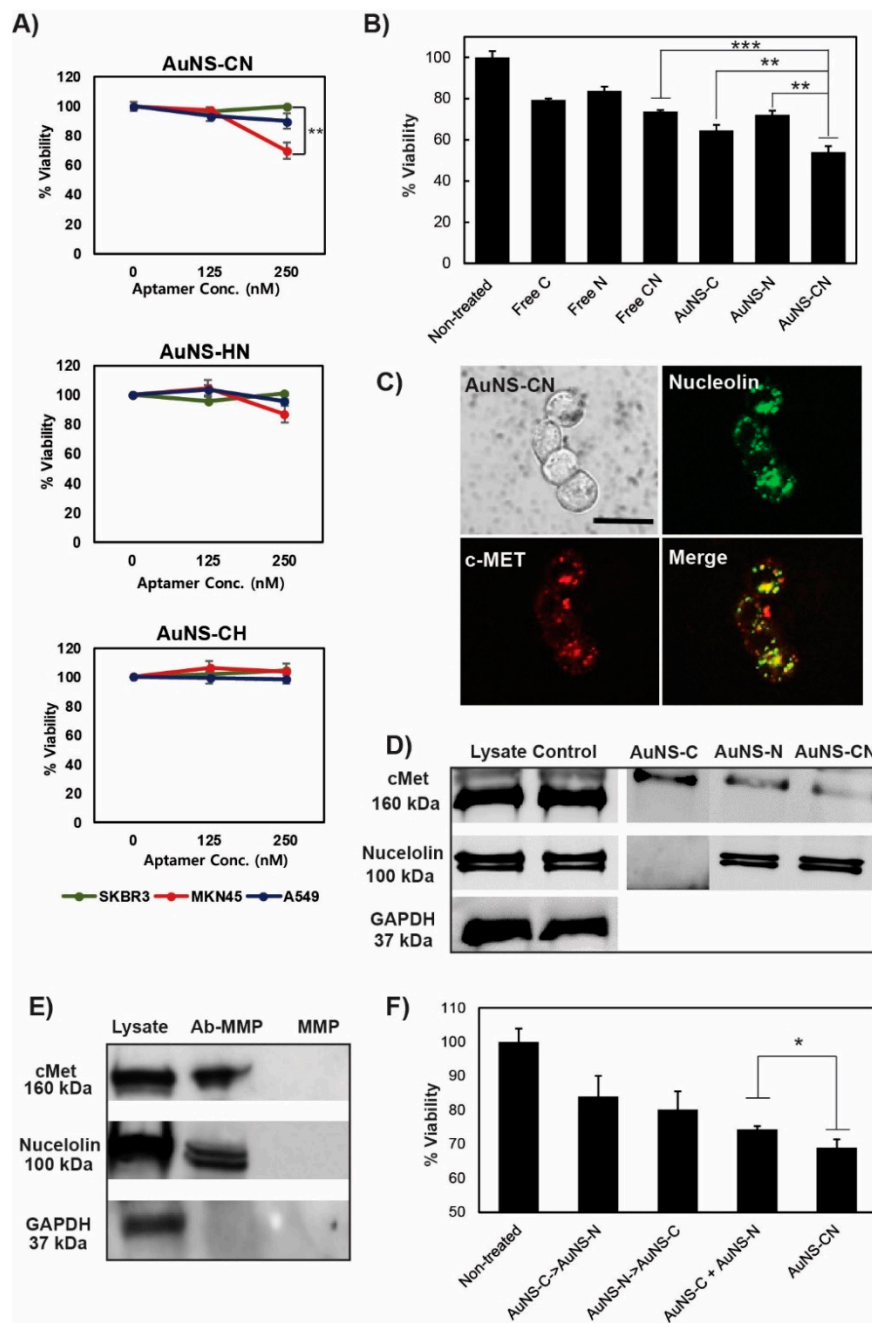 A)
AuNS-CN
120
100
80
60
40
20
0
% Viability
**
0 125 250
Aptamer Conc. (nM)
AuNS-HN
120
100
80
60
40
20
0
% Viability
0 125 250
Aptamer Conc. (nM)
AuNS-CH
120
100
80
60
40
20
0
% Viability
0 125 250
Aptamer Conc. (nM)
SKBR3 MKN45 A549
B)
100
80
60
40
20
0
% Viability
***
**
**
Non-treated
Free C
Free N
Free CN
AuNS-C
AuNS-N
AuNS-CN
C)
AuNS-CN
Nucleolin
c-MET
Merge
D)
Lysate Control AuNS-C AuNS-N AuNS-CN
cMet
160 kDa
Nucelolin
100 kDa
GAPDH
37 kDa
E)
Lysate Ab-MMP MMP
cMet
160 kDa
Nucelolin
100 kDa
GAPDH
37 kDa
F)
110
100
90
80
70
60
50
% Viability
*
Non-treated
AuNS-C->AuNS-N
AuNS-N->AuNS-C
AuNS-C + AuNS-N
AuNS-CN